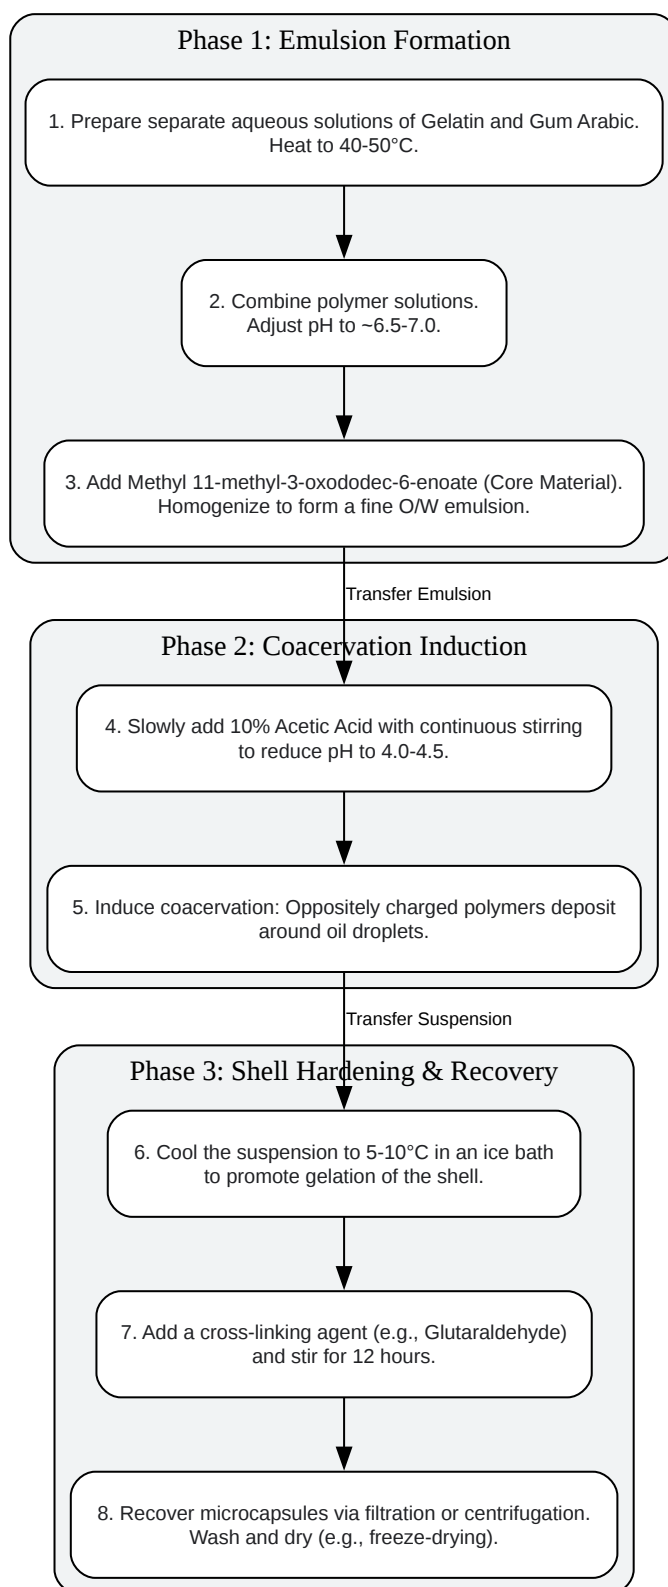 Phase 1: Emulsion Formation
1. Prepare separate aqueous solutions of Gelatin and Gum Arabic.
Heat to 40-50°C.
2. Combine polymer solutions.
Adjust pH to ~6.5-7.0.
3. Add Methyl 11-methyl-3-oxododec-6-enoate (Core Material).
Homogenize to form a fine O/W emulsion.
Transfer Emulsion
Phase 2: Coacervation Induction
4. Slowly add 10% Acetic Acid with continuous stirring
to reduce pH to 4.0-4.5.
5. Induce coacervation: Oppositely charged polymers deposit
around oil droplets.
Transfer Suspension
Phase 3: Shell Hardening & Recovery
6. Cool the suspension to 5-10°C in an ice bath
to promote gelation of the shell.
7. Add a cross-linking agent (e.g., Glutaraldehyde)
and stir for 12 hours.
8. Recover microcapsules via filtration or centrifugation.
Wash and dry (e.g., freeze-drying).